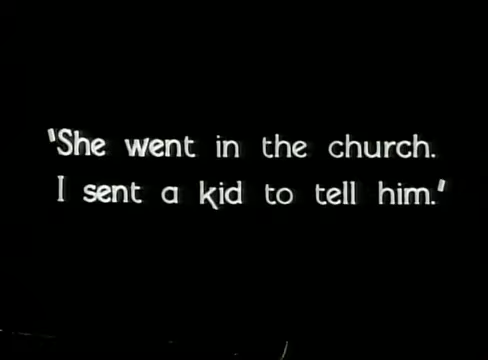 'She went in the church.
I sent a kid to tell him.'